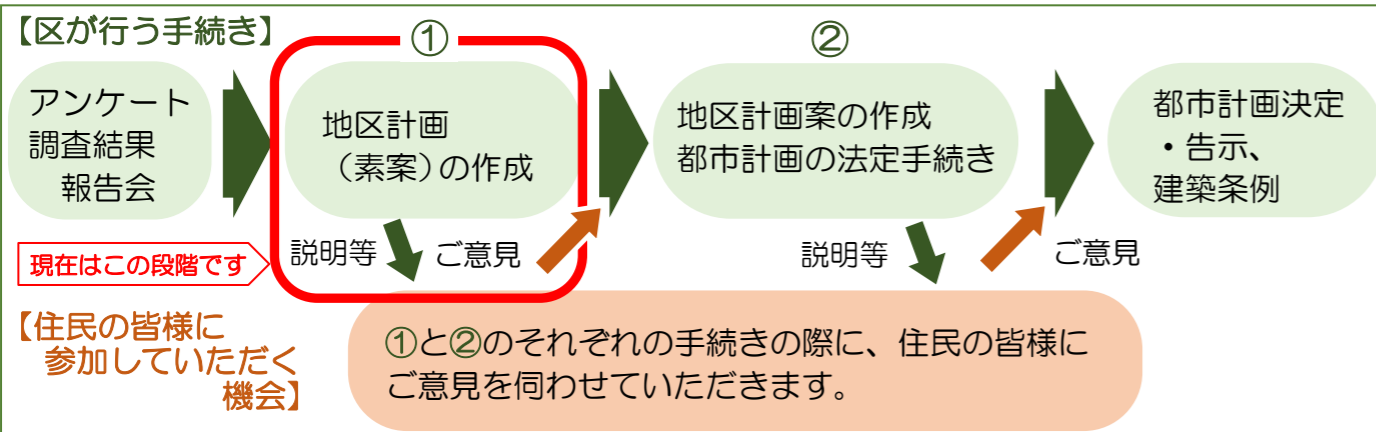 【区が行う手続き】
①
②
アンケート
調査結果
報告会
地区計画
（素案）の作成
地区計画案の作成
都市計画の法定手続き
都市計画決定
・告示、
建築条例
説明等
ご意見
説明等
ご意見
現在はこの段階です
【住民の皆様に
参加していただく
機会】
①と②のそれぞれの手続きの際に、住民の皆様に
ご意見を伺わせていただきます。